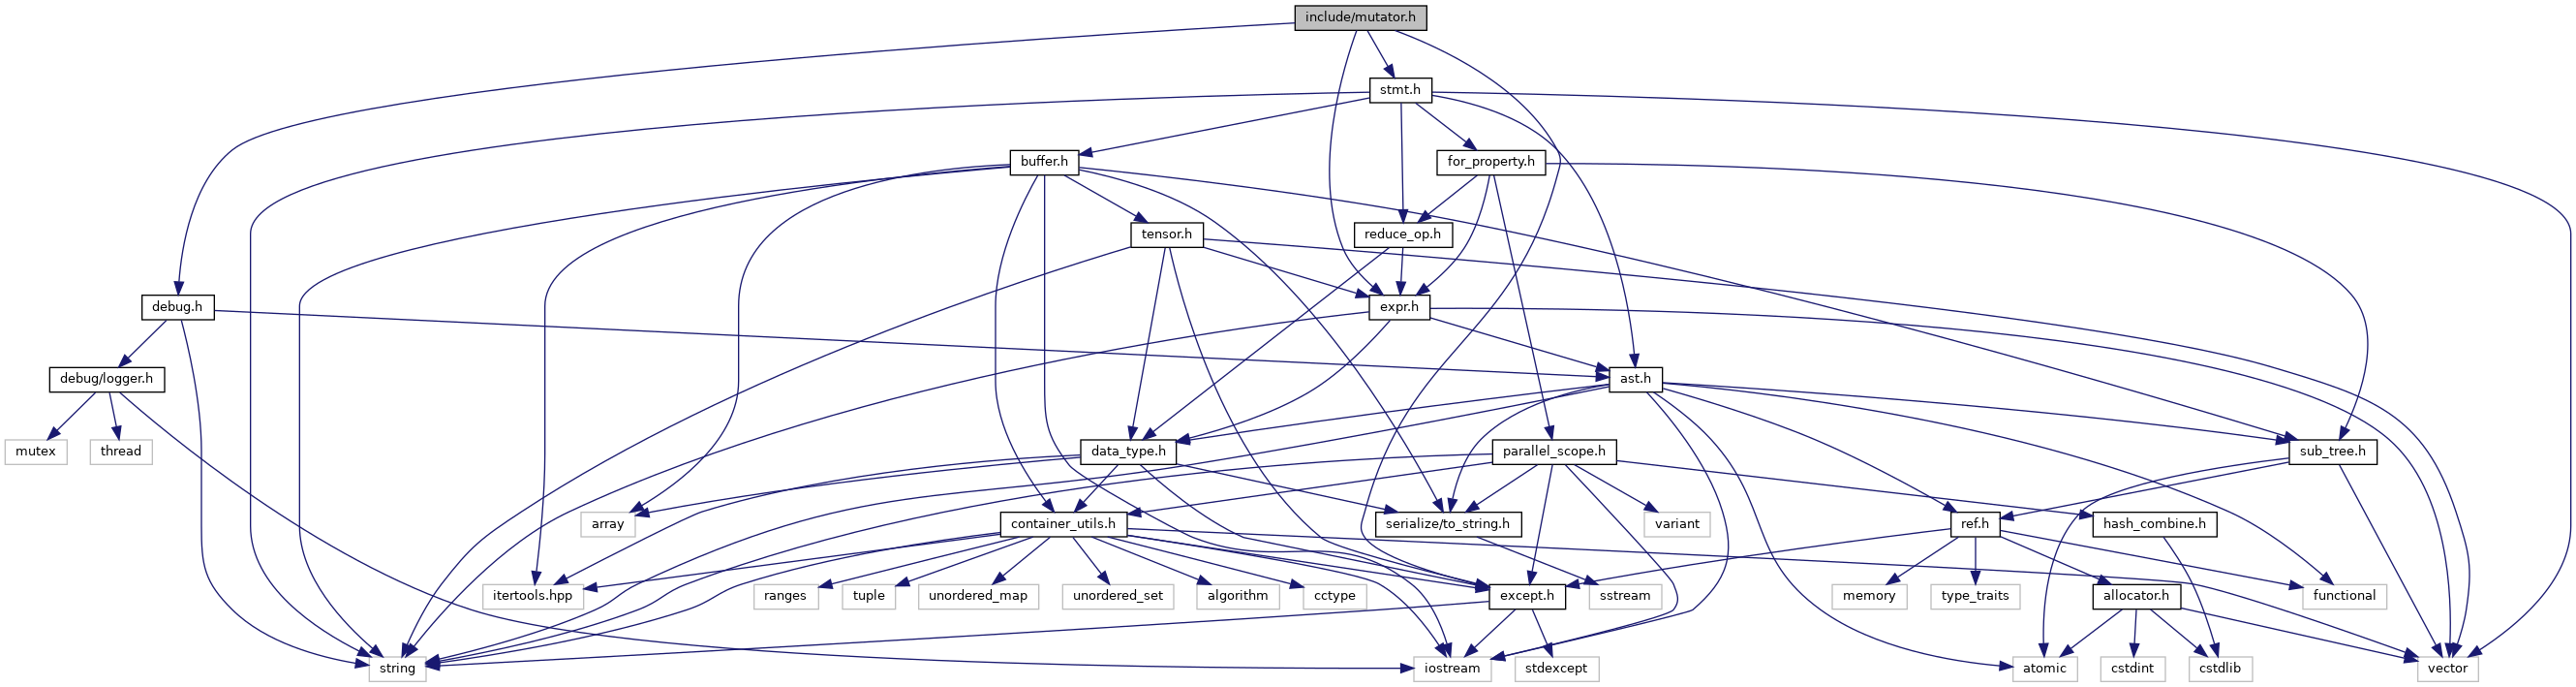 include/mutator.h
stmt.h
buffer.h
for_property.h
tensor.h
reduce_op.h
debug.h
expr.h
debug/logger.h
ast.h
mutex
thread
data_type.h
parallel_scope.h
sub_tree.h
array
container_utils.h
serialize/to_string.h
variant
ref.h
hash_combine.h
itertools.hpp
ranges
tuple
unordered_map
unordered_set
algorithm
cctype
except.h
sstream
memory
type_traits
allocator.h
functional
string
iostream
stdexcept
atomic
cstdint
cstdlib
vector